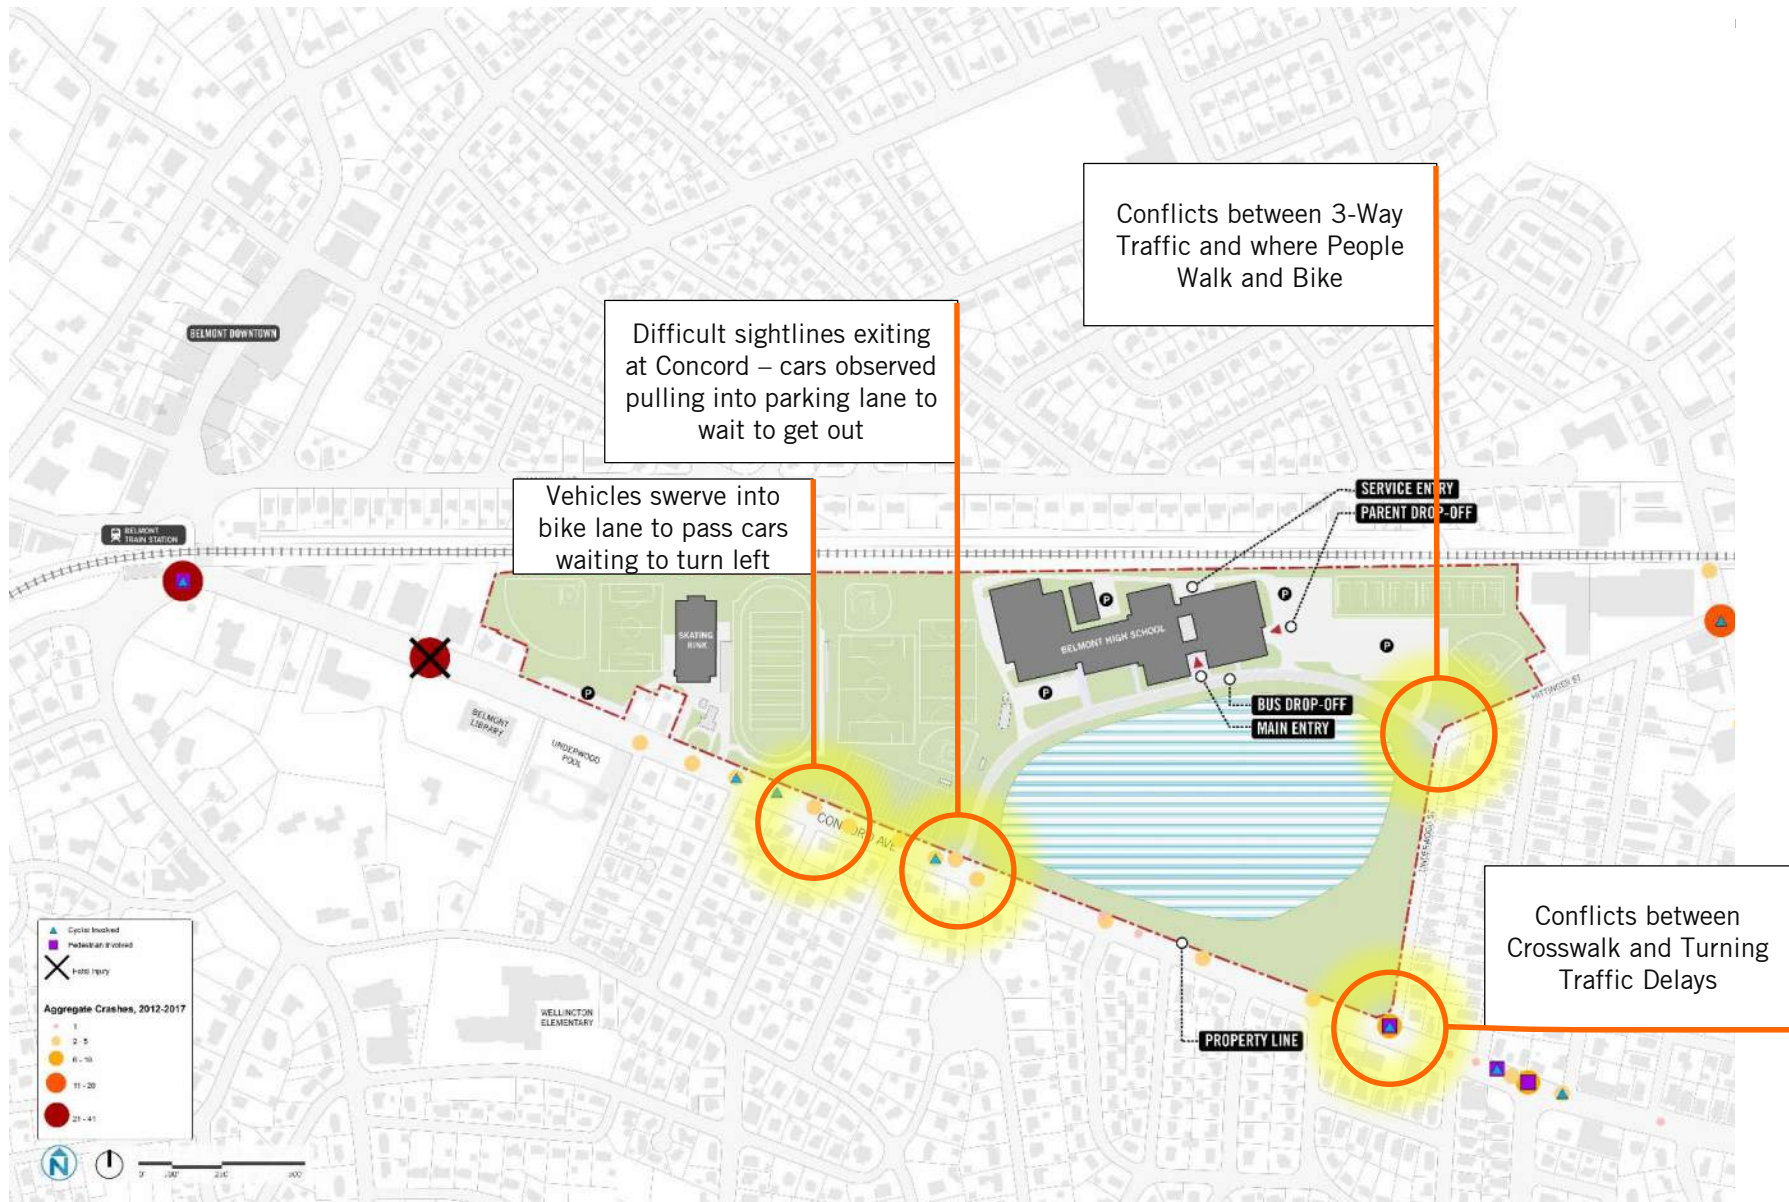 Conflicts between 3-Way
Traffic and where People
Walk and Bike
Difficult sightlines exiting
at Concord – cars observed
pulling into parking lane to
wait to get out
BELMONT DOWNTOWN
Vehicles swerve into
bike lane to pass cars
waiting to turn left
SERVICE ENTRY
PARENT DROP-OFF
BELMONT
TRAIN STATION
P
P
SKATING
RINK
BELMONT HIGH SCHOOL
P
P
P
BUS DROP-OFF
MAIN ENTRY
HITTINGER ST
BELMONT
LIBRARY
UNDERWOOD
POOL
CONCORD AVE
UNDERWOOD ST
Conflicts between
Crosswalk and Turning
Traffic Delays
WELLINGTON
ELEMENTARY
PROPERTY LINE
Cyclist Involved
Pedestrian Involved
Fatal Injury
Aggregate Crashes, 2012-2017
1
2 - 5
6 - 10
11 - 20
21 - 41
N
0'